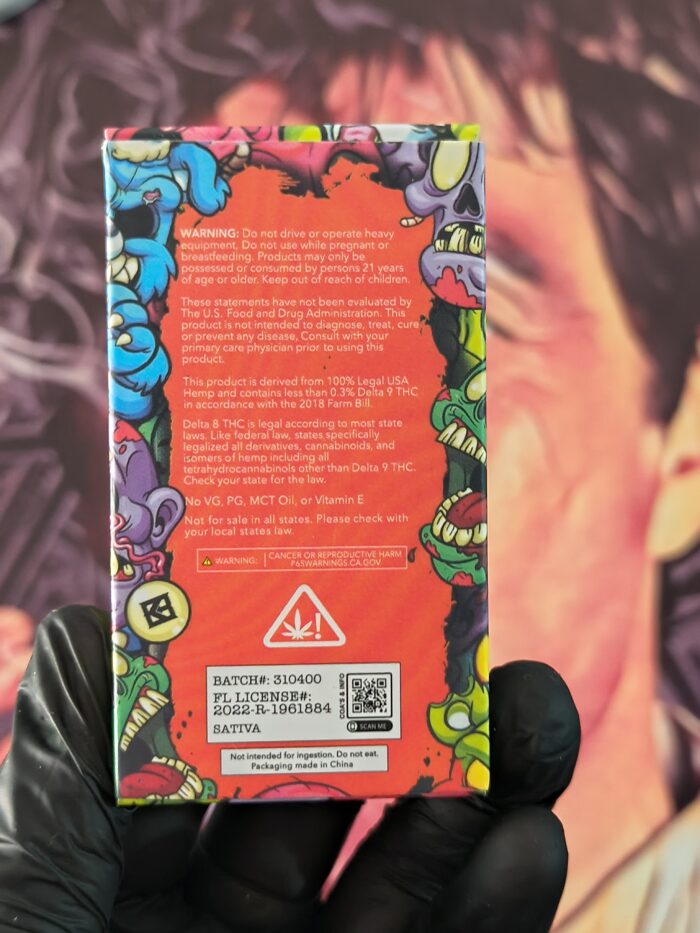 WARNING: Do not drive or operate heavy
equipment, Do not use while pregnant or
breastfeeding. Products may only be
possessed or consumed by persons 21 years
of age or older. Keep out of reach of children.
These statements have not been evaluated by
The U.S. Food and Drug Administration. This
product is not intended to diagnose, treat, cure
or prevent any disease, Consult with your
primary care physician prior to using this
product.
This product is derived from 100% Legal USA
Hemp and contains less than 0.3% Delta 9 THC
in accordance with the 2018 Farm Bill.
Delta 8 THC is legal according to most state
laws. Like federal law, states specifically
legalized all derivatives, cannabinoids, and
isomers of hemp including all
tetrahydrocannabinols other than Delta 9 THC.
Check your state for the law.
No VG, PG, MCT Oil, or Vitamin E
Not for sale in all states. Please check with
your local states law.
WARNING: CANCER OR REPRODUCTIVE HARM
P65WARNINGS.CA.GOV
BATCH#: 310400
FL LICENSE#:
2022-R-1961884
SATIVA
COA'S & INFO
SCAN ME
Not intended for ingestion. Do not eat.
Packaging made in China